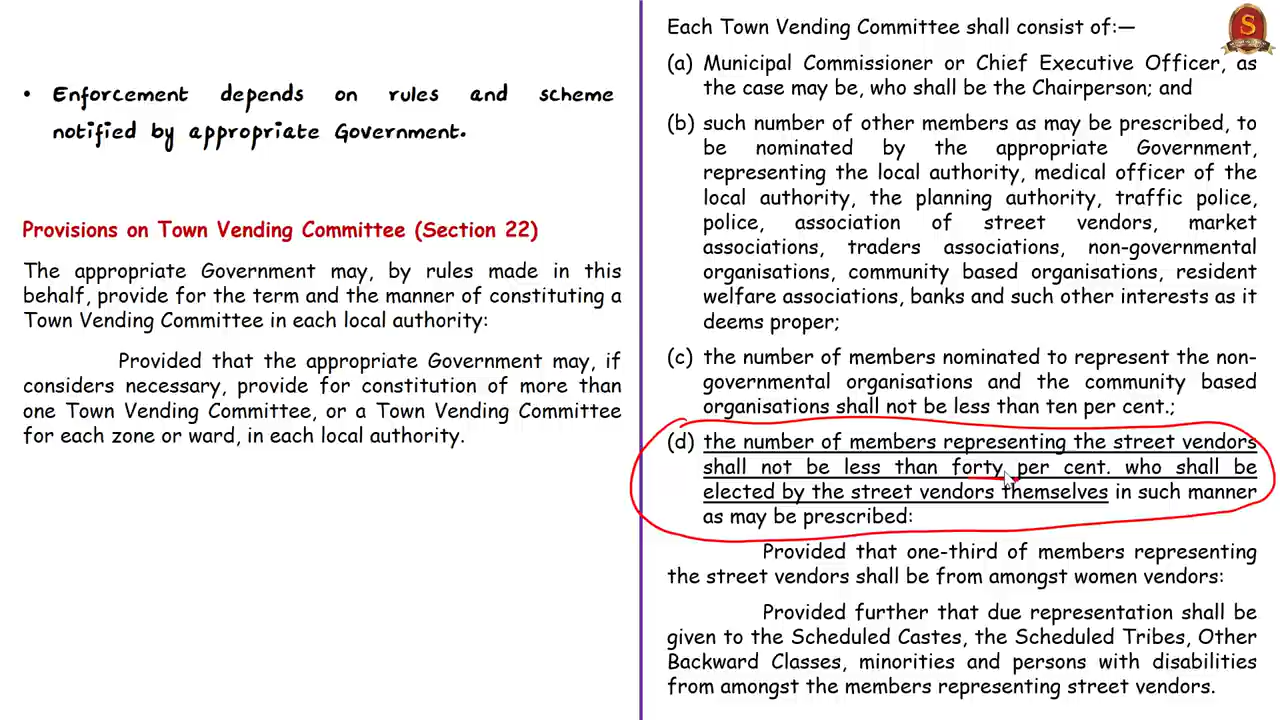 • Enforcement depends on rules and scheme
notified by appropriate Government.
Provisions on Town Vending Committee (Section 22)
The appropriate Government may, by rules made in this
behalf, provide for the term and the manner of constituting a
Town Vending Committee in each local authority:
Provided that the appropriate Government may, if
considers necessary, provide for constitution of more than
one Town Vending Committee, or a Town Vending Committee
for each zone or ward, in each local authority.
Each Town Vending Committee shall consist of:—
(a) Municipal Commissioner or Chief Executive Officer, as
the case may be, who shall be the Chairperson; and
(b) such number of other members as may be prescribed, to
be nominated by the appropriate Government,
representing the local authority, medical officer of the
local authority, the planning authority, traffic police,
police, association of street vendors, market
associations, traders associations, non-governmental
organisations, community based organisations, resident
welfare associations, banks and such other interests as it
deems proper;
(c) the number of members nominated to represent the non-
governmental organisations and the community based
organisations shall not be less than ten per cent.;
(d) the number of members representing the street vendors
shall not be less than forty per cent. who shall be
elected by the street vendors themselves in such manner
as may be prescribed:
Provided that one-third of members representing
the street vendors shall be from amongst women vendors:
Provided further that due representation shall be
given to the Scheduled Castes, the Scheduled Tribes, Other
Backward Classes, minorities and persons with disabilities
from amongst the members representing street vendors.
S